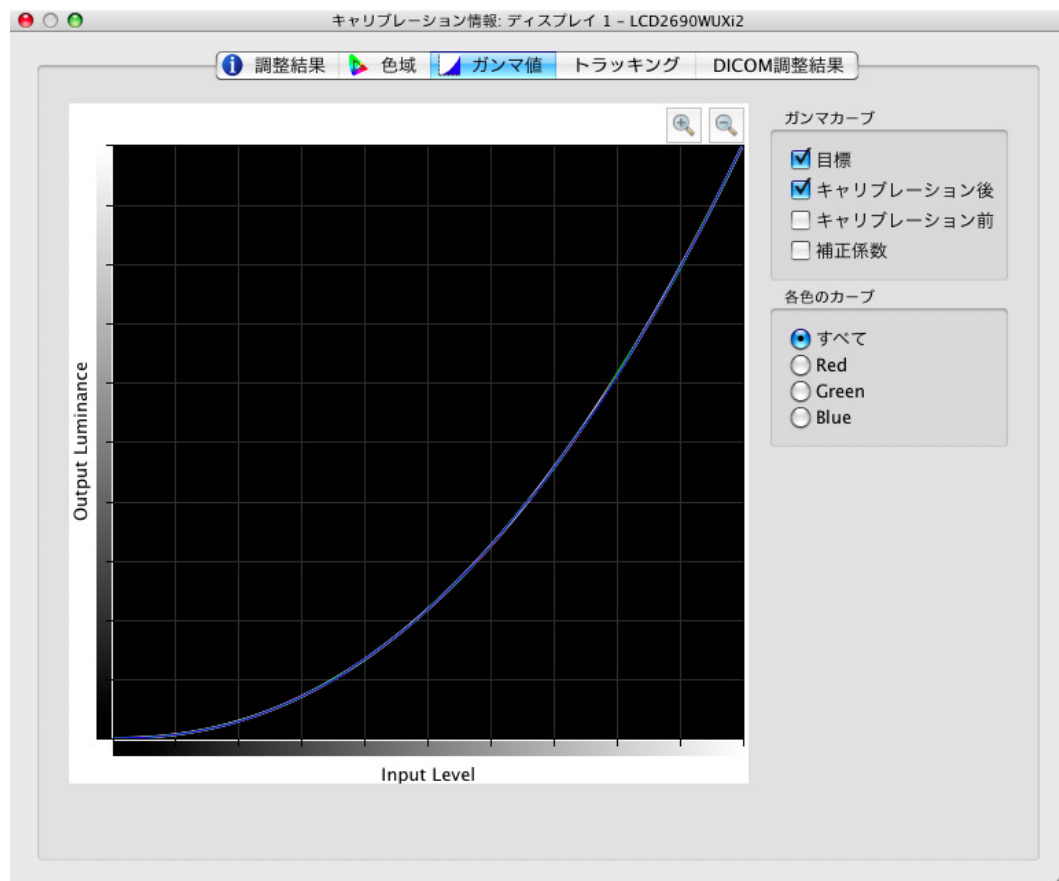 キャリブレーション情報: ディスプレイ 1 – LCD2690WUXi2
調整結果
色域
ガンマ値
トラッキング
DICOM調整結果
Output Luminance
Input Level
ガンマカーブ
目標
キャリブレーション後
キャリブレーション前
補正係数
各色のカーブ
すべて
Red
Green
Blue